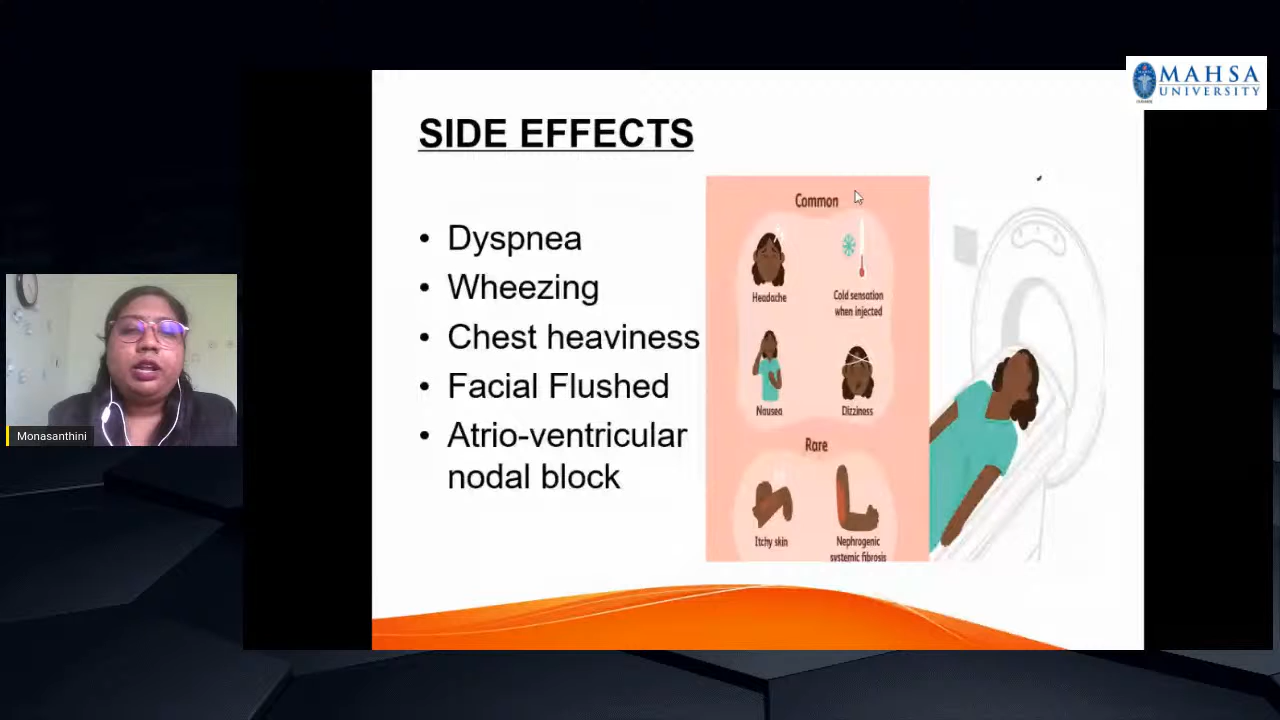 MAHSA
UNIVERSITY
SIDE EFFECTS
• Dyspnea
• Wheezing
• Chest heaviness
• Facial Flushed
• Atrio-ventricular
nodal block
Common
Headache
Cold sensation
when injected
Nausea
Dizziness
Rare
Itchy skin
Nephrogenic
systemic fibrosis
Monasanthini